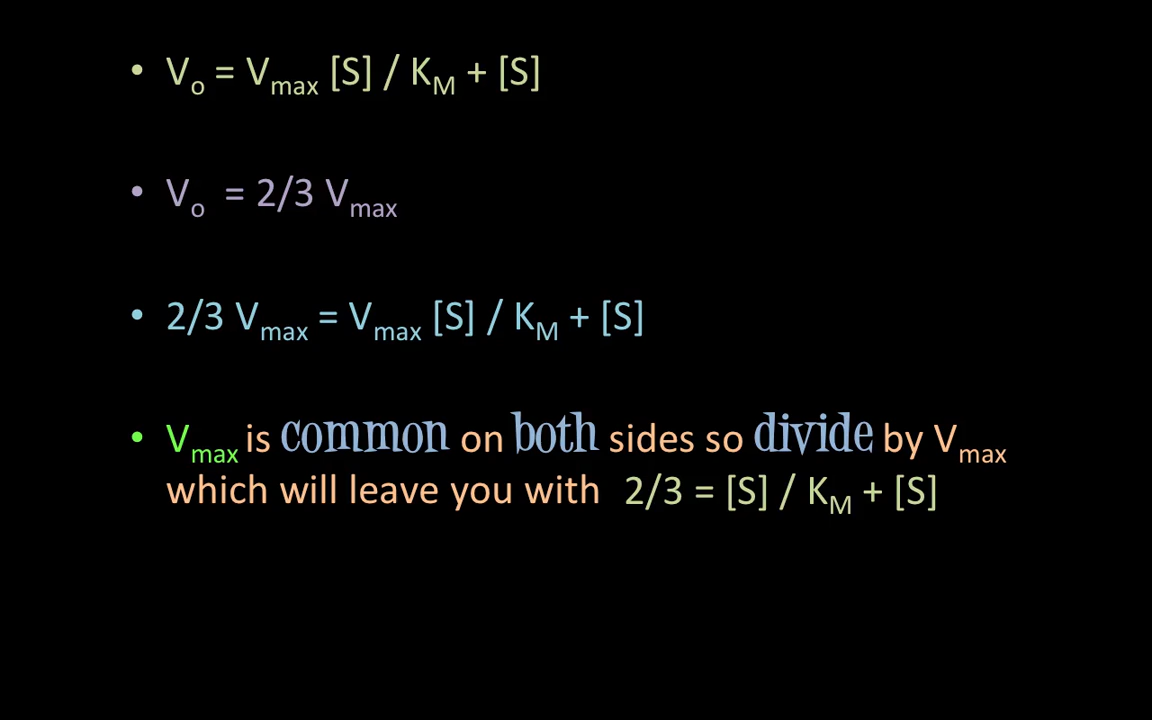 • Vo = Vmax [S] / KM + [S]
• Vo = 2/3 Vmax
• 2/3 Vmax = Vmax [S] / KM + [S]
• Vmax is common on both sides so divide by Vmax
which will leave you with 2/3 = [S] / KM + [S]